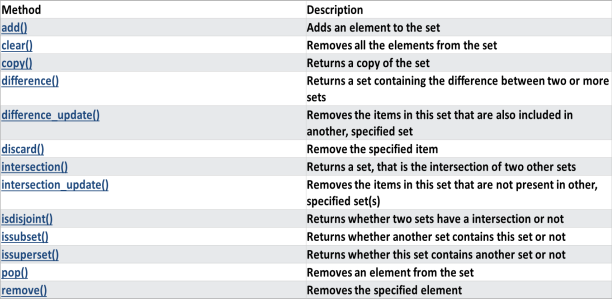 Method Description
add() Adds an element to the set
clear() Removes all the elements from the set
copy() Returns a copy of the set
difference() Returns a set containing the difference between two or more
sets
difference_update() Removes the items in this set that are also included in
another, specified set
discard() Remove the specified item
intersection() Returns a set, that is the intersection of two other sets
intersection_update() Removes the items in this set that are not present in other,
specified set(s)
isdisjoint() Returns whether two sets have a intersection or not
issubset() Returns whether another set contains this set or not
issuperset() Returns whether this set contains another set or not
pop() Removes an element from the set
remove() Removes the specified element